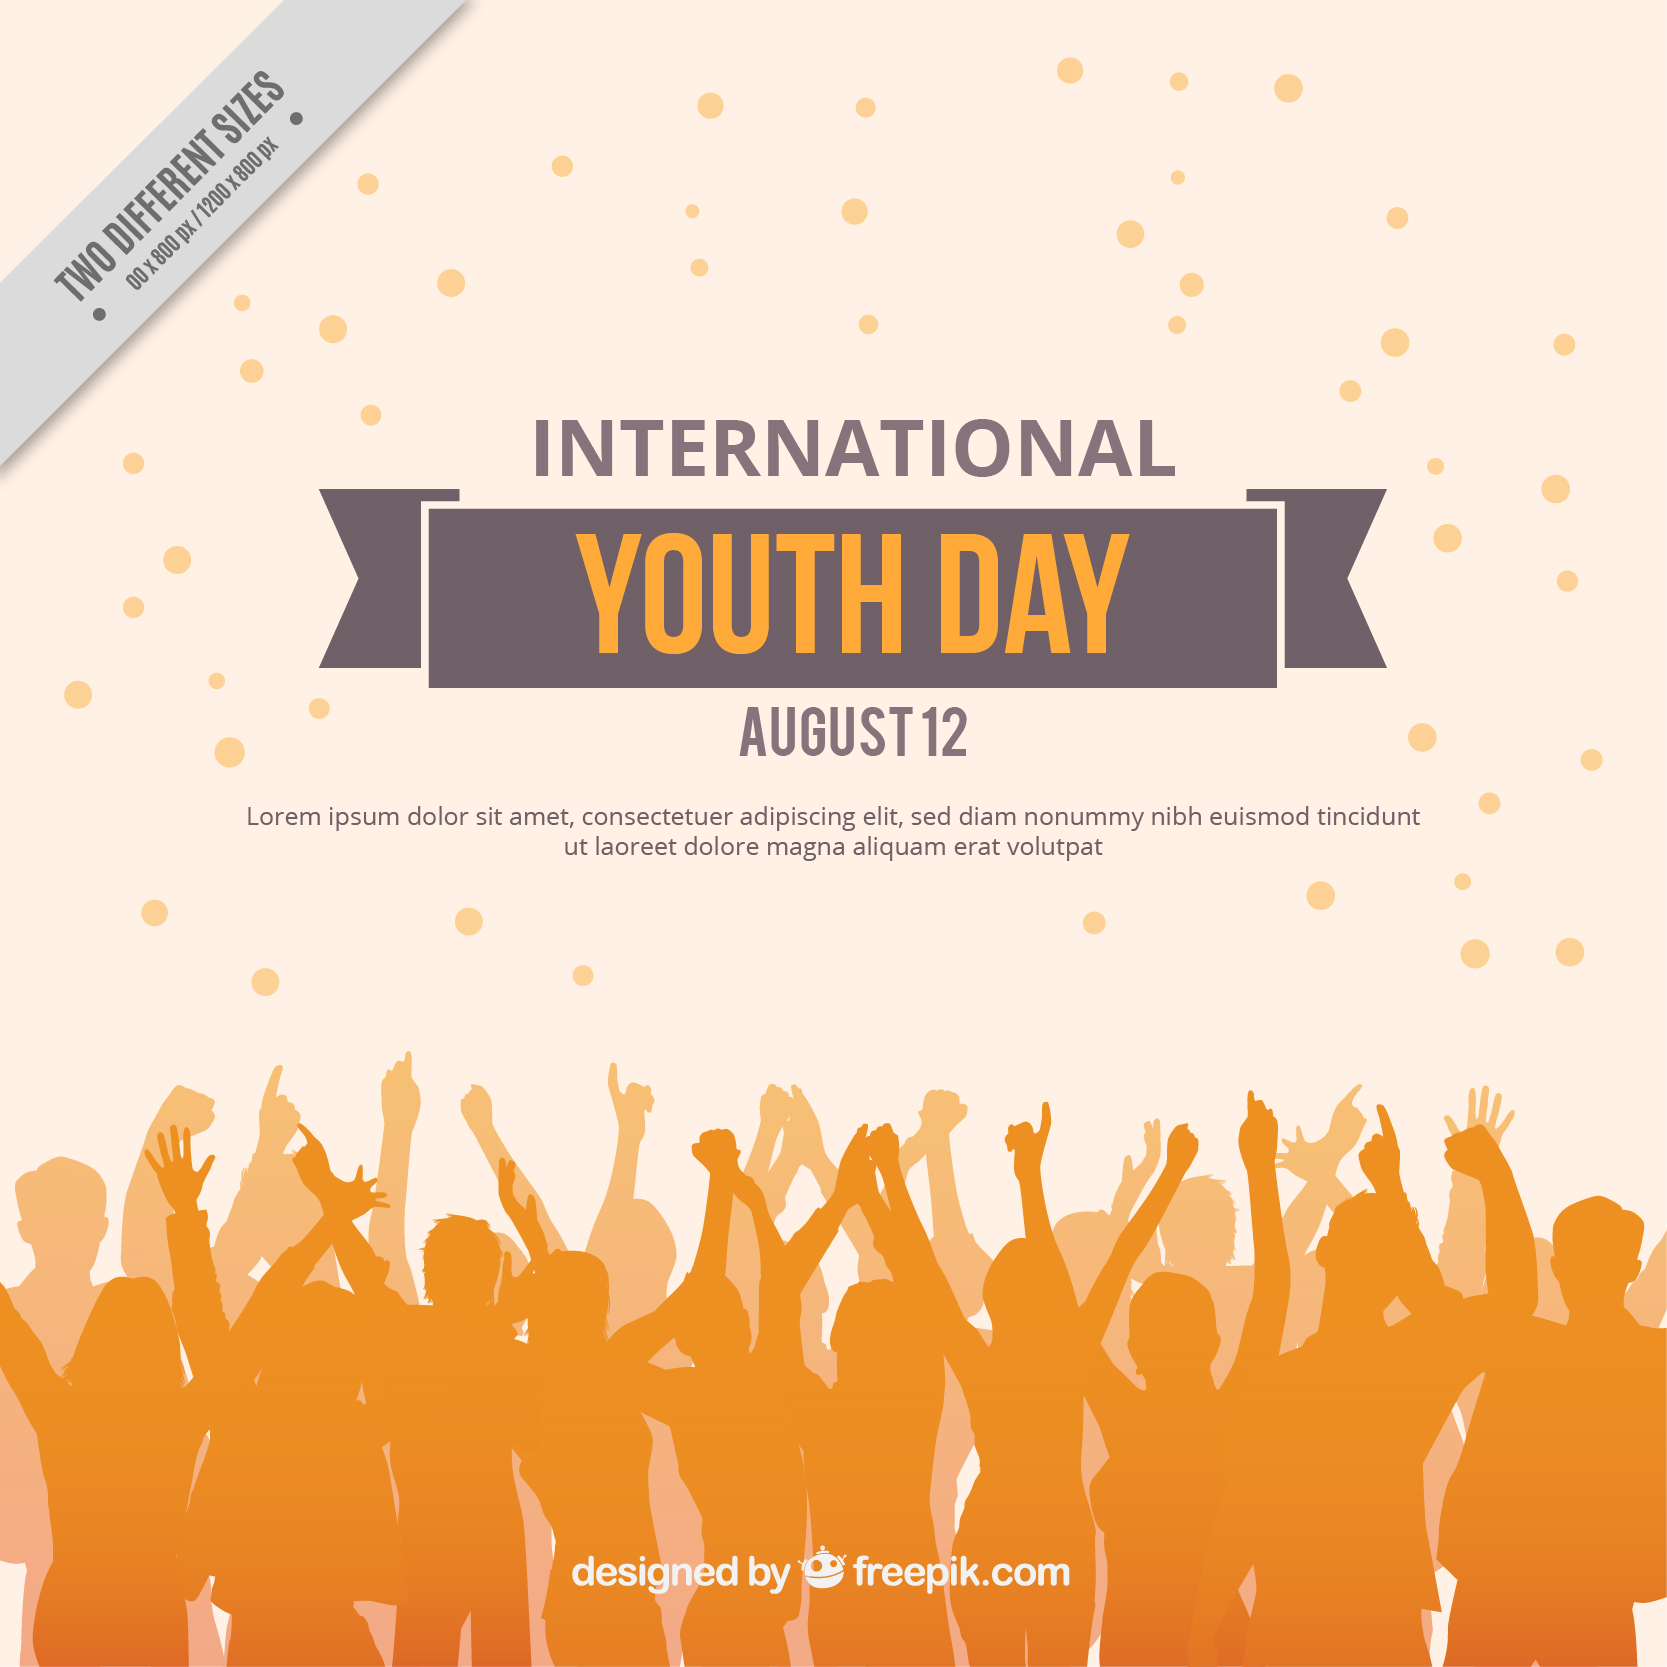 TWO DIFFERENT SIZES
00 x 800 px / 1200 x 800 px
INTERNATIONAL
YOUTH DAY
AUGUST 12
Lorem ipsum dolor sit amet, consectetuer adipiscing elit, sed diam nonummy nibh euismod tincidunt
ut laoreet dolore magna aliquam erat volutpat
designed by freepik.com